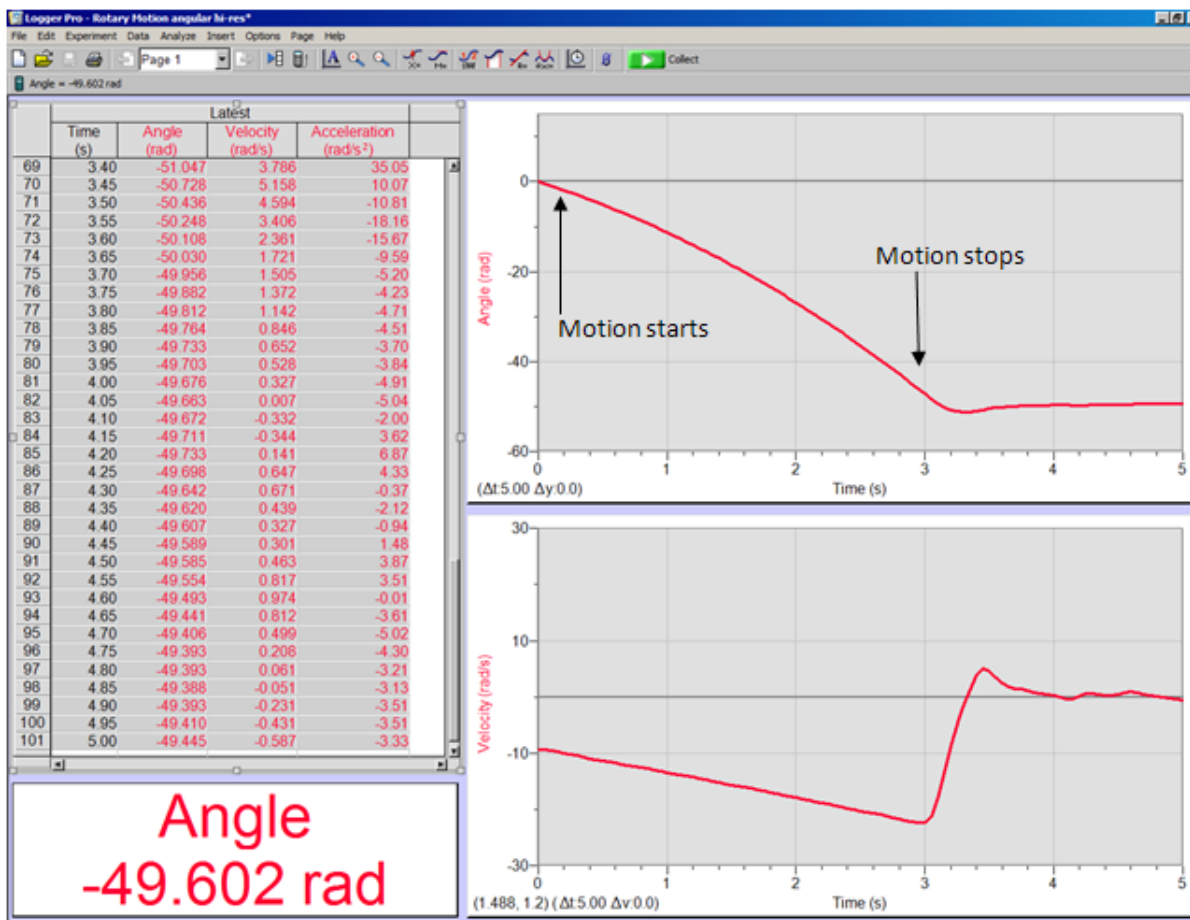 Logger Pro - Rotary Motion angular hi-res*
File Edit Experiment Data Analyze Insert Options Page Help
Page 1
Collect
Angle = -49.602 rad
Latest
Time Angle Velocity Acceleration
(s) (rad) (rad/s) (rad/s²)
69 3.40 -51.047 3.786 35.05
70 3.45 -50.728 5.158 10.07
71 3.50 -50.436 4.594 -10.81
72 3.55 -50.248 3.406 -18.16
73 3.60 -50.108 2.361 -15.67
74 3.65 -50.030 1.721 -9.59
75 3.70 -49.956 1.505 -5.20
76 3.75 -49.882 1.372 -4.23
77 3.80 -49.812 1.142 -4.71
78 3.85 -49.764 0.846 -4.51
79 3.90 -49.733 0.652 -3.70
80 3.95 -49.703 0.528 -3.84
81 4.00 -49.676 0.327 -4.91
82 4.05 -49.663 0.007 -5.04
83 4.10 -49.672 -0.332 -2.00
84 4.15 -49.711 -0.344 3.62
85 4.20 -49.733 0.141 6.87
86 4.25 -49.698 0.647 4.33
87 4.30 -49.642 0.671 -0.37
88 4.35 -49.620 0.439 -2.12
89 4.40 -49.607 0.327 -0.94
90 4.45 -49.589 0.301 1.48
91 4.50 -49.585 0.463 3.87
92 4.55 -49.554 0.817 3.51
93 4.60 -49.493 0.974 -0.01
94 4.65 -49.441 0.812 -3.61
95 4.70 -49.406 0.499 -5.02
96 4.75 -49.393 0.208 -4.30
97 4.80 -49.393 0.061 -3.21
98 4.85 -49.388 -0.051 -3.13
99 4.90 -49.393 -0.231 -3.51
100 4.95 -49.410 -0.431 -3.51
101 5.00 -49.445 -0.587 -3.33
Angle
-49.602 rad
Angle (rad)
0
-20
-40
-60
Motion starts
Motion stops
0 1 2 3 4 5
(Δt:5.00 Δy:0.0) Time (s)
Velocity (rad/s)
30
10
-10
-30
0 1 2 3 4 5
(1.488, 1.2) (Δt:5.00 Δv:0.0) Time (s)